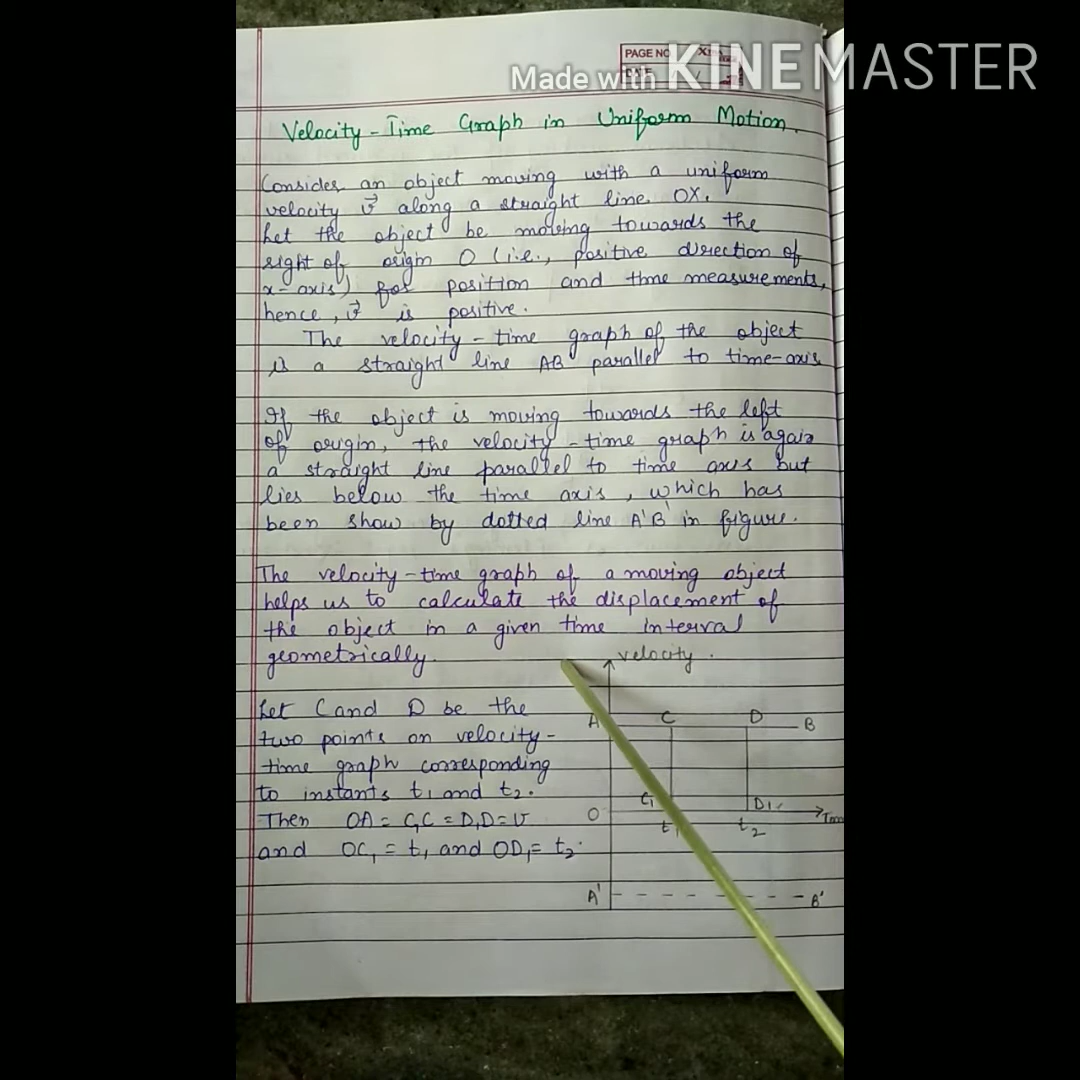 PAGE NO
Made with KINEMASTER
Velocity - Time Graph in Uniform Motion.
Consider an object moving with a uniform
velocity v⃗ along a straight line OX.
Let the object be moving towards the
right of origin O (i.e., positive direction of
x-axis) for position and time measurements,
hence, v⃗ is positive.
The velocity - time graph of the object
is a straight line AB parallel to time-axis
If the object is moving towards the left
of origin, the velocity - time graph is again
a straight line parallel to time axis but
lies below the time axis, which has
been show by dotted line A'B' in figure.
The velocity-time graph of a moving object
helps us to calculate the displacement of
the object in a given time interval
geometrically.
velocity.
Let C and D be the
two points on velocity-
time graph corresponding
to instants t₁ and t₂.
Then OA = C₁C = D₁D = v
and OC₁ = t₁ and OD₁ = t₂.
A C D B
C₁ D₁
O
t₁ t₂
A' B'